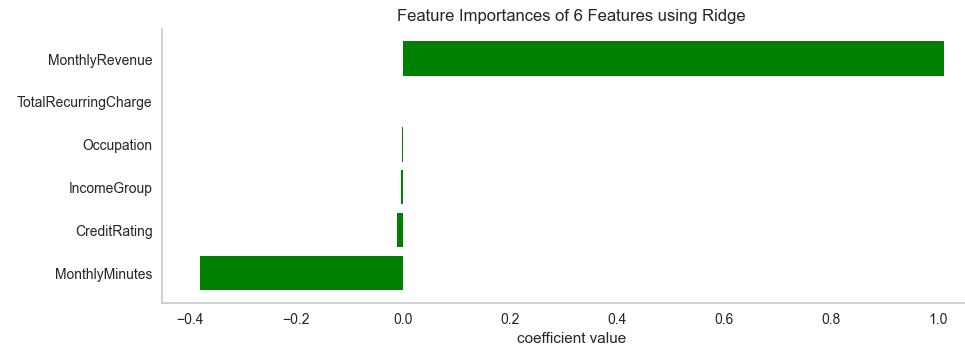 Feature Importances of 6 Features using Ridge
MonthlyRevenue
TotalRecurringCharge
Occupation
IncomeGroup
CreditRating
MonthlyMinutes
−0.4 −0.2 0.0 0.2 0.4 0.6 0.8 1.0
coefficient value